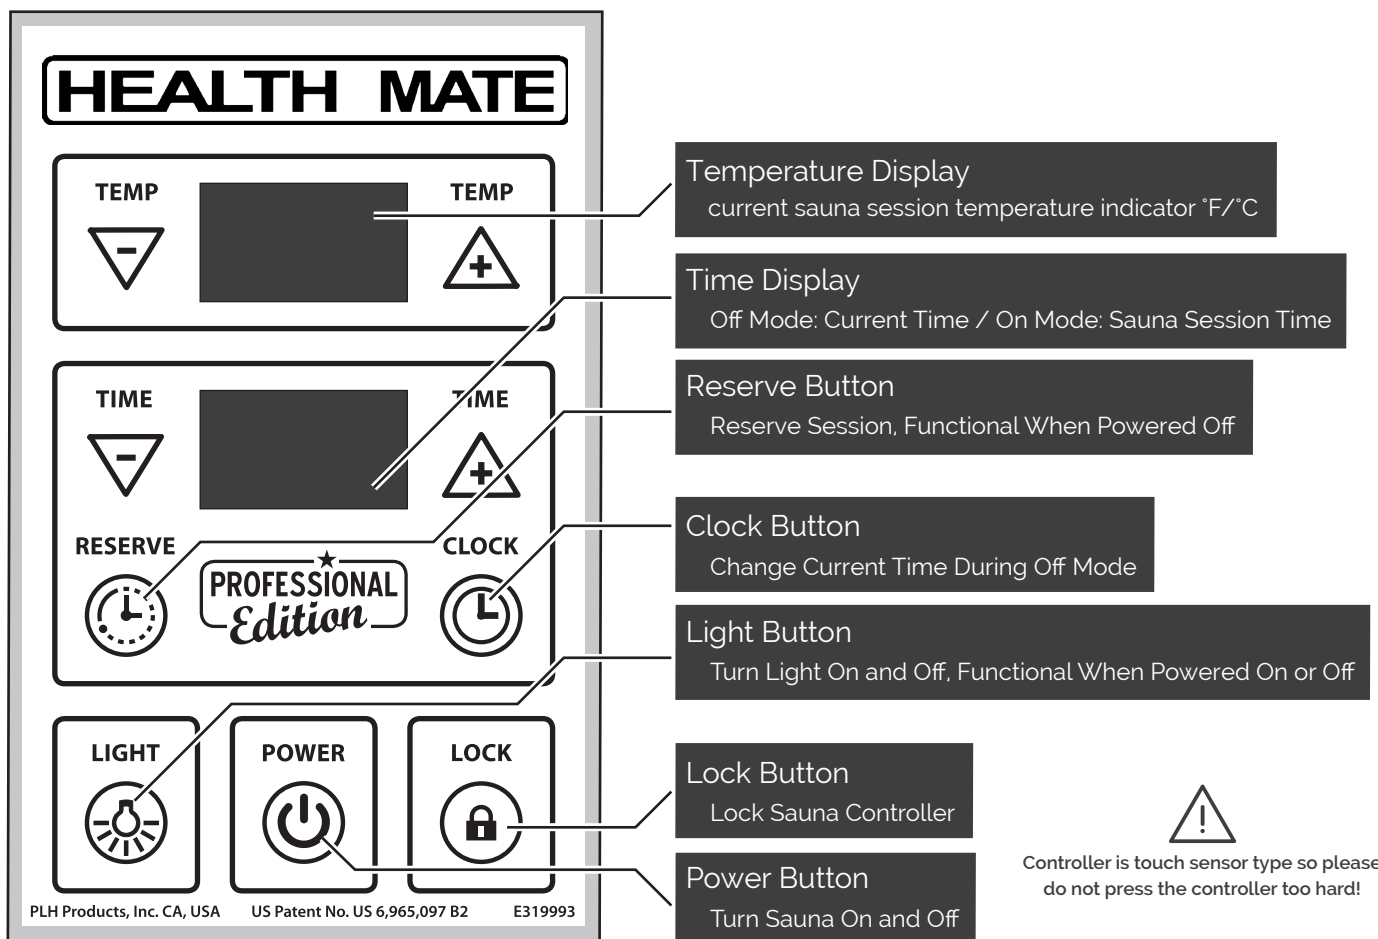 HEALTH MATE
TEMP
TEMP
-
+
TIME
TIME
-
+
RESERVE
CLOCK
PROFESSIONAL
Edition
LIGHT
POWER
LOCK
PLH Products, Inc. CA, USA US Patent No. US 6,965,097 B2 E319993
Temperature Display
current sauna session temperature indicator °F/°C
Time Display
Off Mode: Current Time / On Mode: Sauna Session Time
Reserve Button
Reserve Session, Functional When Powered Off
Clock Button
Change Current Time During Off Mode
Light Button
Turn Light On and Off, Functional When Powered On or Off
Lock Button
Lock Sauna Controller
Power Button
Turn Sauna On and Off
!
Controller is touch sensor type so please
do not press the controller too hard!